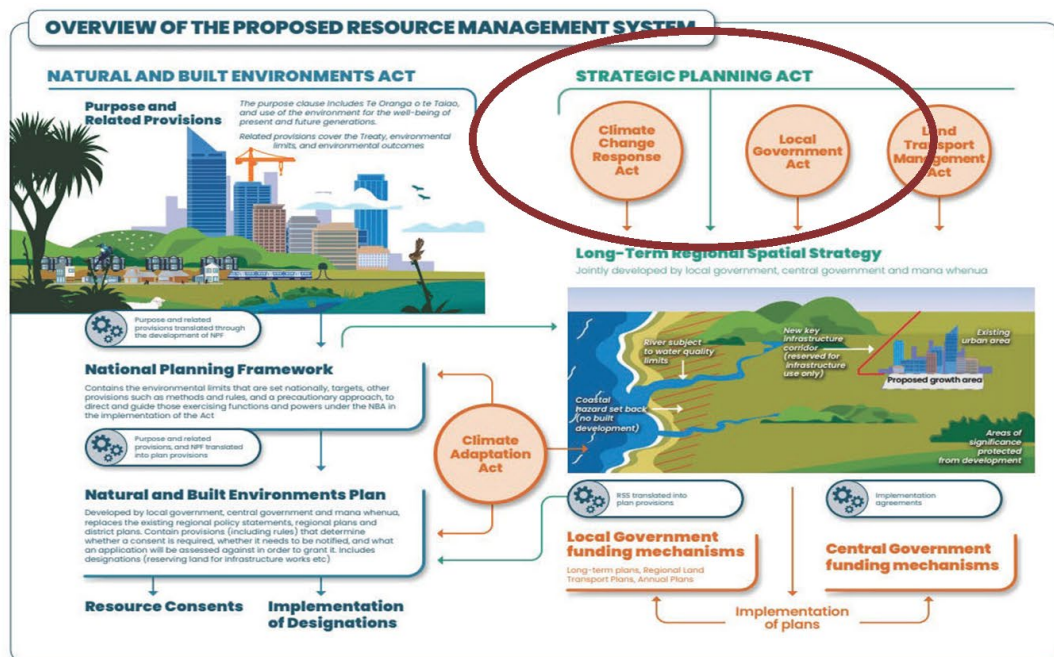 OVERVIEW OF THE PROPOSED RESOURCE MANAGEMENT SYSTEM
NATURAL AND BUILT ENVIRONMENTS ACT
Purpose and
Related Provisions
The purpose clause includes Te Oranga o te Taiao,
and use of the environment for the well-being of
present and future generations.
Related provisions cover the Treaty, environmental
limits, and environmental outcomes
Purpose and related
provisions translated through
the development of NPF
National Planning Framework
Contains the environmental limits that are set nationally, targets, other
provisions such as methods and rules, and a precautionary approach, to
direct and guide those exercising functions and powers under the NBA in
the implementation of the Act
Purpose and related
provisions, and NPF translated
into plan provisions
Natural and Built Environments Plan
Developed by local government, central government and mana whenua,
replaces the existing regional policy statements, regional plans and
district plans. Contain provisions (including rules) that determine
whether a consent is required, whether it needs to be notified, and what
an application will be assessed against in order to grant it. Includes
designations (reserving land for infrastructure works etc)
Resource Consents
Implementation
of Designations
Climate
Adaptation
Act
STRATEGIC PLANNING ACT
Climate
Change
Response
Act
Local
Government
Act
Land
Transport
Management
Act
Long-Term Regional Spatial Strategy
Jointly developed by local government, central government and mana whenua
River subject
to water quality
limits
New key
infrastructure
corridor
(reserved for
infrastructure
use only)
Existing
urban area
Proposed growth area
Coastal
hazard set back
(no built
development)
Areas of
significance
protected
from development
RSS translated into
plan provisions
Implementation
agreements
Local Government
funding mechanisms
Long-term plans, Regional Land
Transport Plans, Annual Plans
Central Government
funding mechanisms
Implementation
of plans